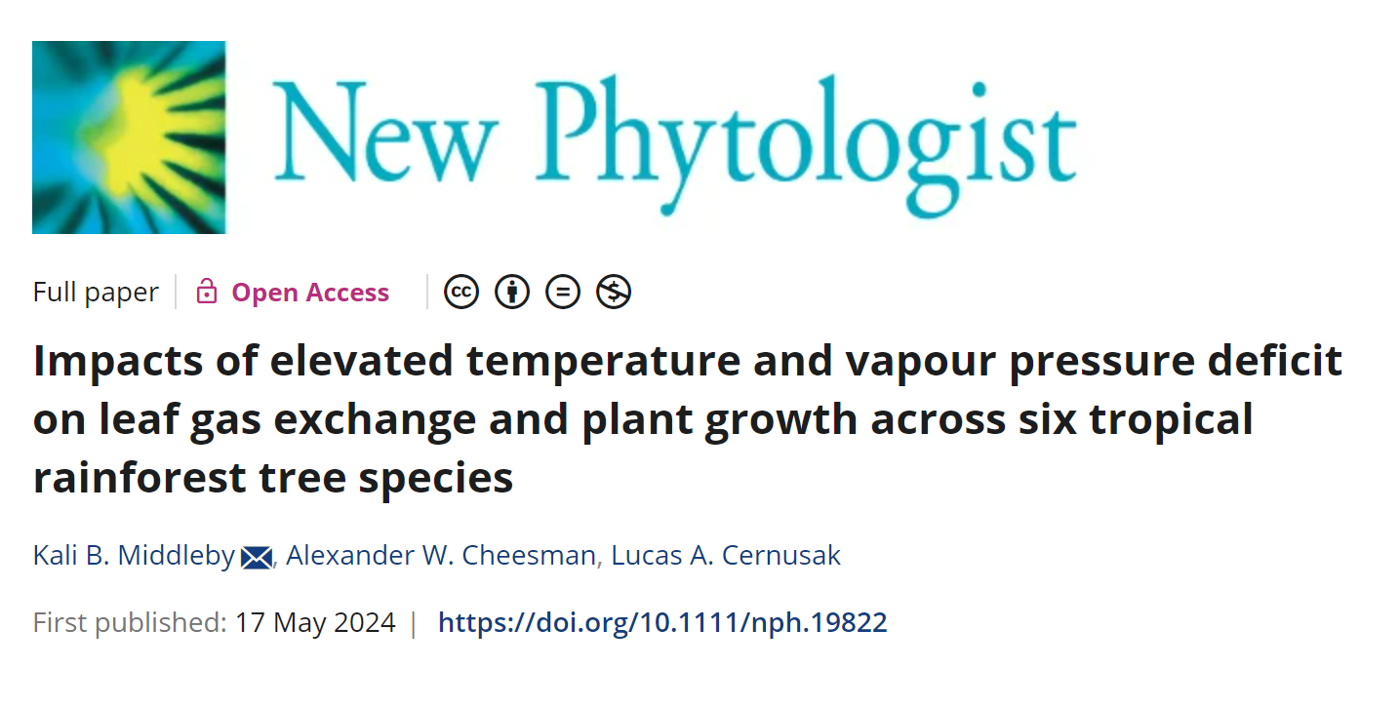 New Phytologist
Full paper | Open Access | cc = $
Impacts of elevated temperature and vapour pressure deficit
on leaf gas exchange and plant growth across six tropical
rainforest tree species
Kali B. Middleby , Alexander W. Cheesman, Lucas A. Cernusak
First published: 17 May 2024 | https://doi.org/10.1111/nph.19822